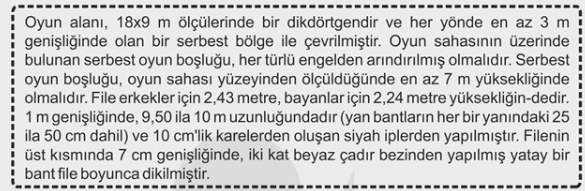 Oyun alanı, 18x9 m ölçülerinde bir dikdörtgendir ve her yönde en az 3 m
genişliğinde olan bir serbest bölge ile çevrilmiştir. Oyun sahasının üzerinde
bulunan serbest oyun boşluğu, her türlü engelden arındırılmış olmalıdır. Serbest
oyun boşluğu, oyun sahası yüzeyinden ölçüldüğünde en az 7 m yüksekliğinde
olmalıdır. File erkekler için 2,43 metre, bayanlar için 2,24 metre yüksekliğin-dedir.
1 m genişliğinde, 9,50 ila 10 m uzunluğundadır (yan bantların her bir yanındaki 25
ila 50 cm dahil) ve 10 cm'lik karelerden oluşan siyah iplerden yapılmıştır. Filenin
üst kısmında 7 cm genişliğinde, iki kat beyaz çadır bezinden yapılmış yatay bir
bant file boyunca dikilmiştir.